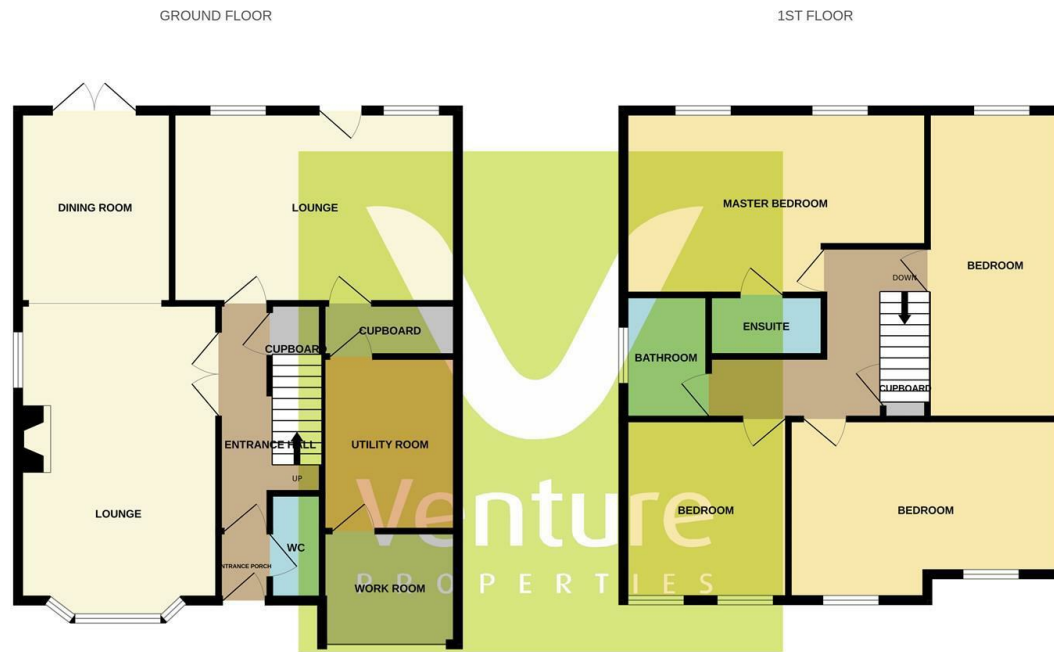 GROUND FLOOR
1ST FLOOR
DINING ROOM
LOUNGE
CUPBOARD
CUPBOARD
ENTRANCE HALL
UTILITY ROOM
UP
LOUNGE
WC
NTRANCE PORCH
WORK ROOM
MASTER BEDROOM
BEDROOM
DOWN
ENSUITE
BATHROOM
CUPBOARD
BEDROOM
BEDROOM
Venture
PROPERTIES